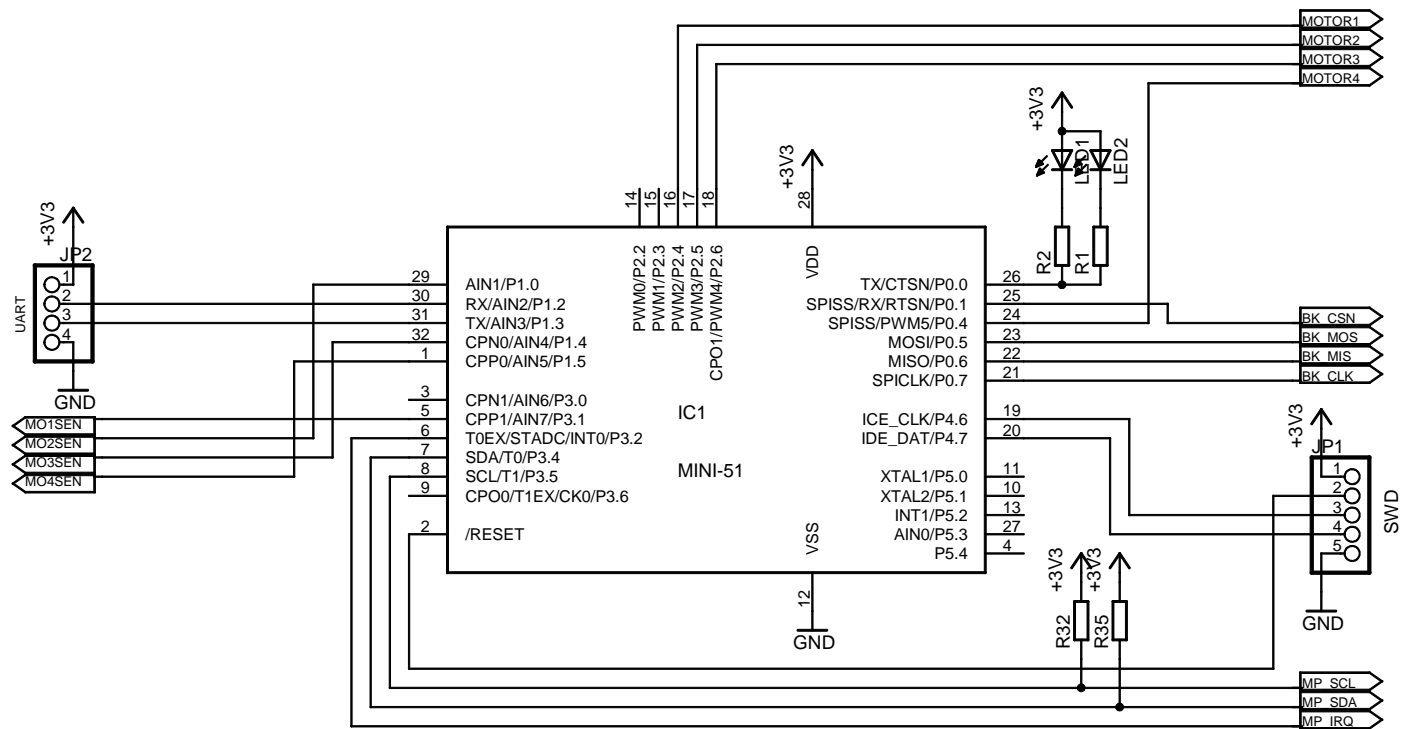 MOTOR1
MOTOR2
MOTOR3
MOTOR4
+3V3
LED1
LED2
R2
R1
+3V3
28
VDD
14
15
16
17
18
PWM0/P2.2
PWM1/P2.3
PWM2/P2.4
PWM3/P2.5
CPO1/PWM4/P2.6
+3V3
JP2
UART
1
2
3
4
GND
29 AIN1/P1.0
30 RX/AIN2/P1.2
31 TX/AIN3/P1.3
32 CPN0/AIN4/P1.4
1 CPP0/AIN5/P1.5
3 CPN1/AIN6/P3.0
5 CPP1/AIN7/P3.1
6 T0EX/STADC/INT0/P3.2
7 SDA/T0/P3.4
8 SCL/T1/P3.5
9 CPO0/T1EX/CK0/P3.6
2 /RESET
MO1SEN
MO2SEN
MO3SEN
MO4SEN
IC1
MINI-51
TX/CTSN/P0.0 26
SPISS/RX/RTSN/P0.1 25
SPISS/PWM5/P0.4 24
MOSI/P0.5 23
MISO/P0.6 22
SPICLK/P0.7 21
ICE_CLK/P4.6 19
IDE_DAT/P4.7 20
XTAL1/P5.0 11
XTAL2/P5.1 10
INT1/P5.2 13
AIN0/P5.3 27
P5.4 4
BK_CSN
BK_MOS
BK_MIS
BK_CLK
+3V3
JP1
1
2
3
4
5
SWD
GND
VSS
12
GND
+3V3
+3V3
R32
R35
MP_SCL
MP_SDA
MP_IRQ